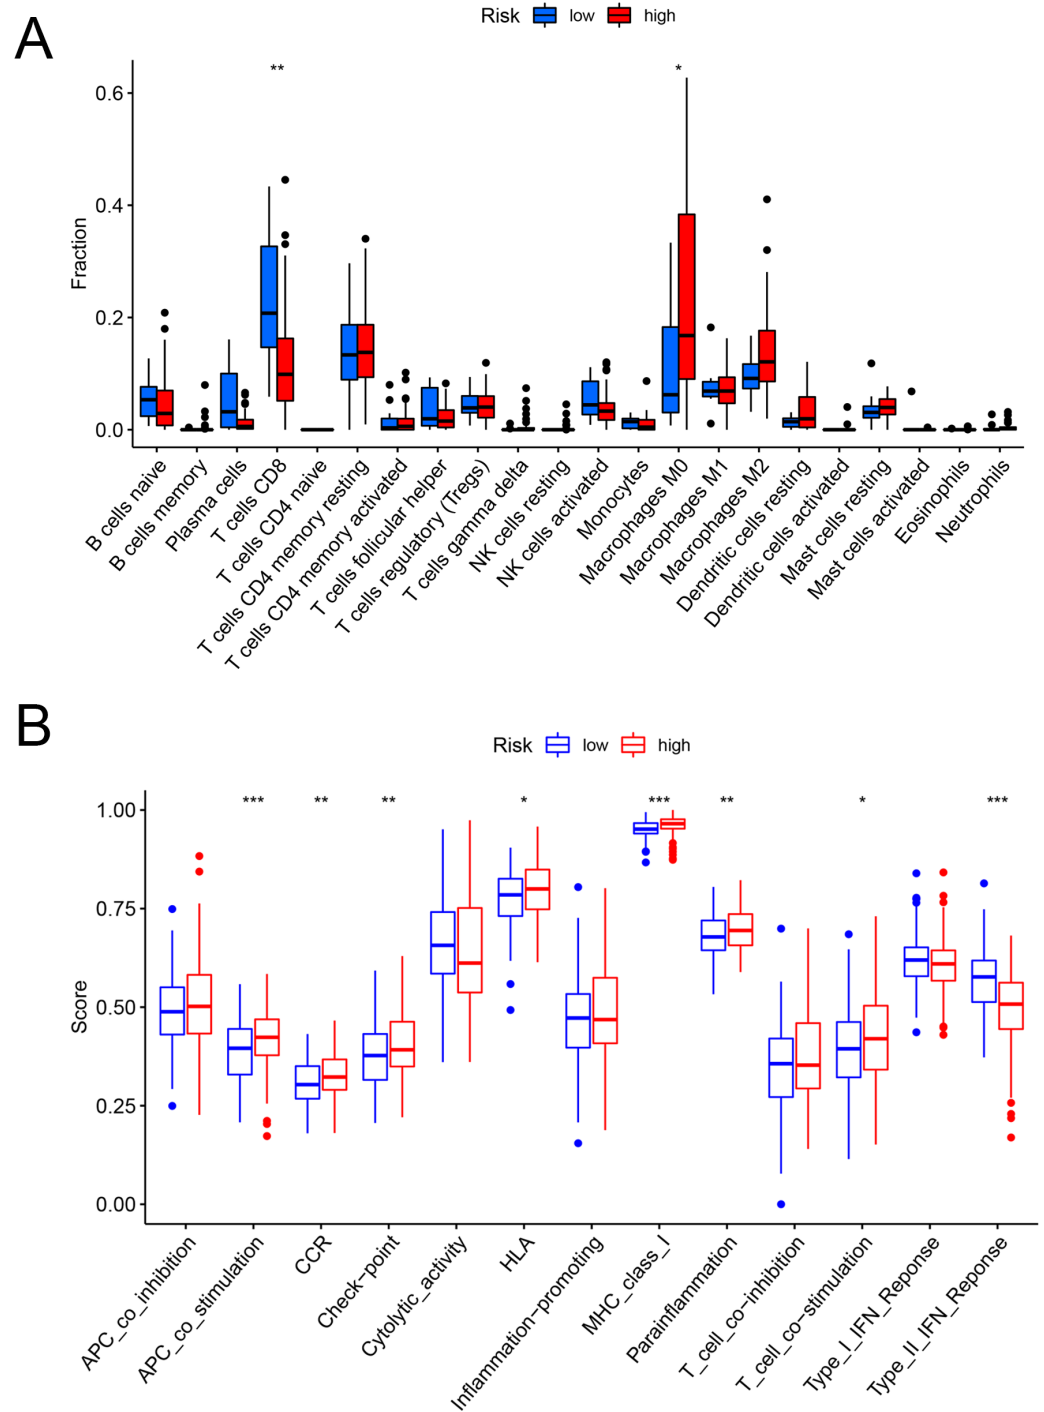 A
Risk low high
** *
0.6
0.4
0.2
0.0
Fraction
B cells naive
B cells memory
Plasma cells
T cells CD8
T cells CD4 naive
T cells CD4 memory resting
T cells CD4 memory activated
T cells follicular helper
T cells regulatory (Tregs)
T cells gamma delta
NK cells resting
NK cells activated
Monocytes
Macrophages M0
Macrophages M1
Macrophages M2
Dendritic cells resting
Dendritic cells activated
Mast cells resting
Mast cells activated
Eosinophils
Neutrophils
B
Risk low high
*** ** ** * *** ** * ***
1.00
0.75
0.50
0.25
0.00
Score
APC_co_inhibition
APC_co_stimulation
CCR
Check−point
Cytolytic_activity
HLA
Inflammation−promoting
MHC_class_I
Parainflammation
T_cell_co−inhibition
T_cell_co−stimulation
Type_I_IFN_Reponse
Type_II_IFN_Reponse